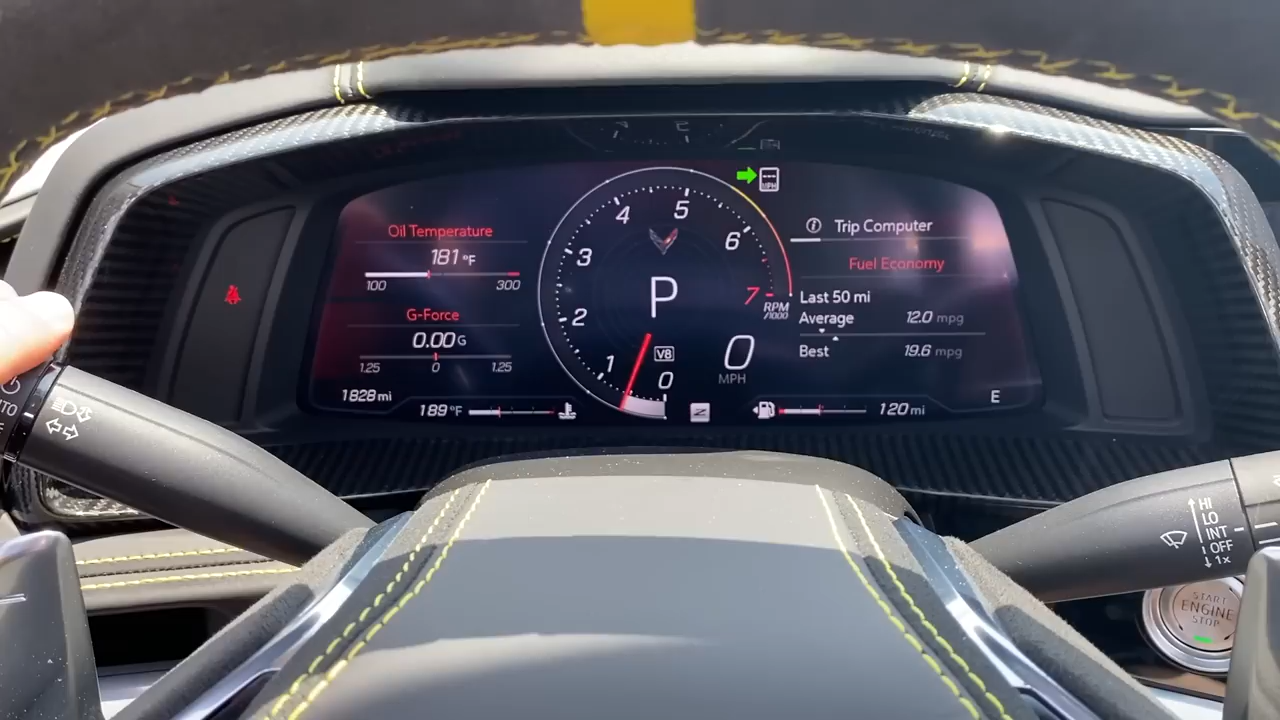 MPH
Oil Temperature
181 °F
100 300
G-Force
0.00 G
1.25 0 1.25
1828 mi
189 °F
1
2
3
4
5
6
7
RPM
/1000
P
V8
0
0
MPH
Z
Trip Computer
Fuel Economy
Last 50 mi
Average 12.0 mpg
Best 19.6 mpg
120 mi
E
HI
LO
INT
OFF
1x
START
ENGINE
STOP